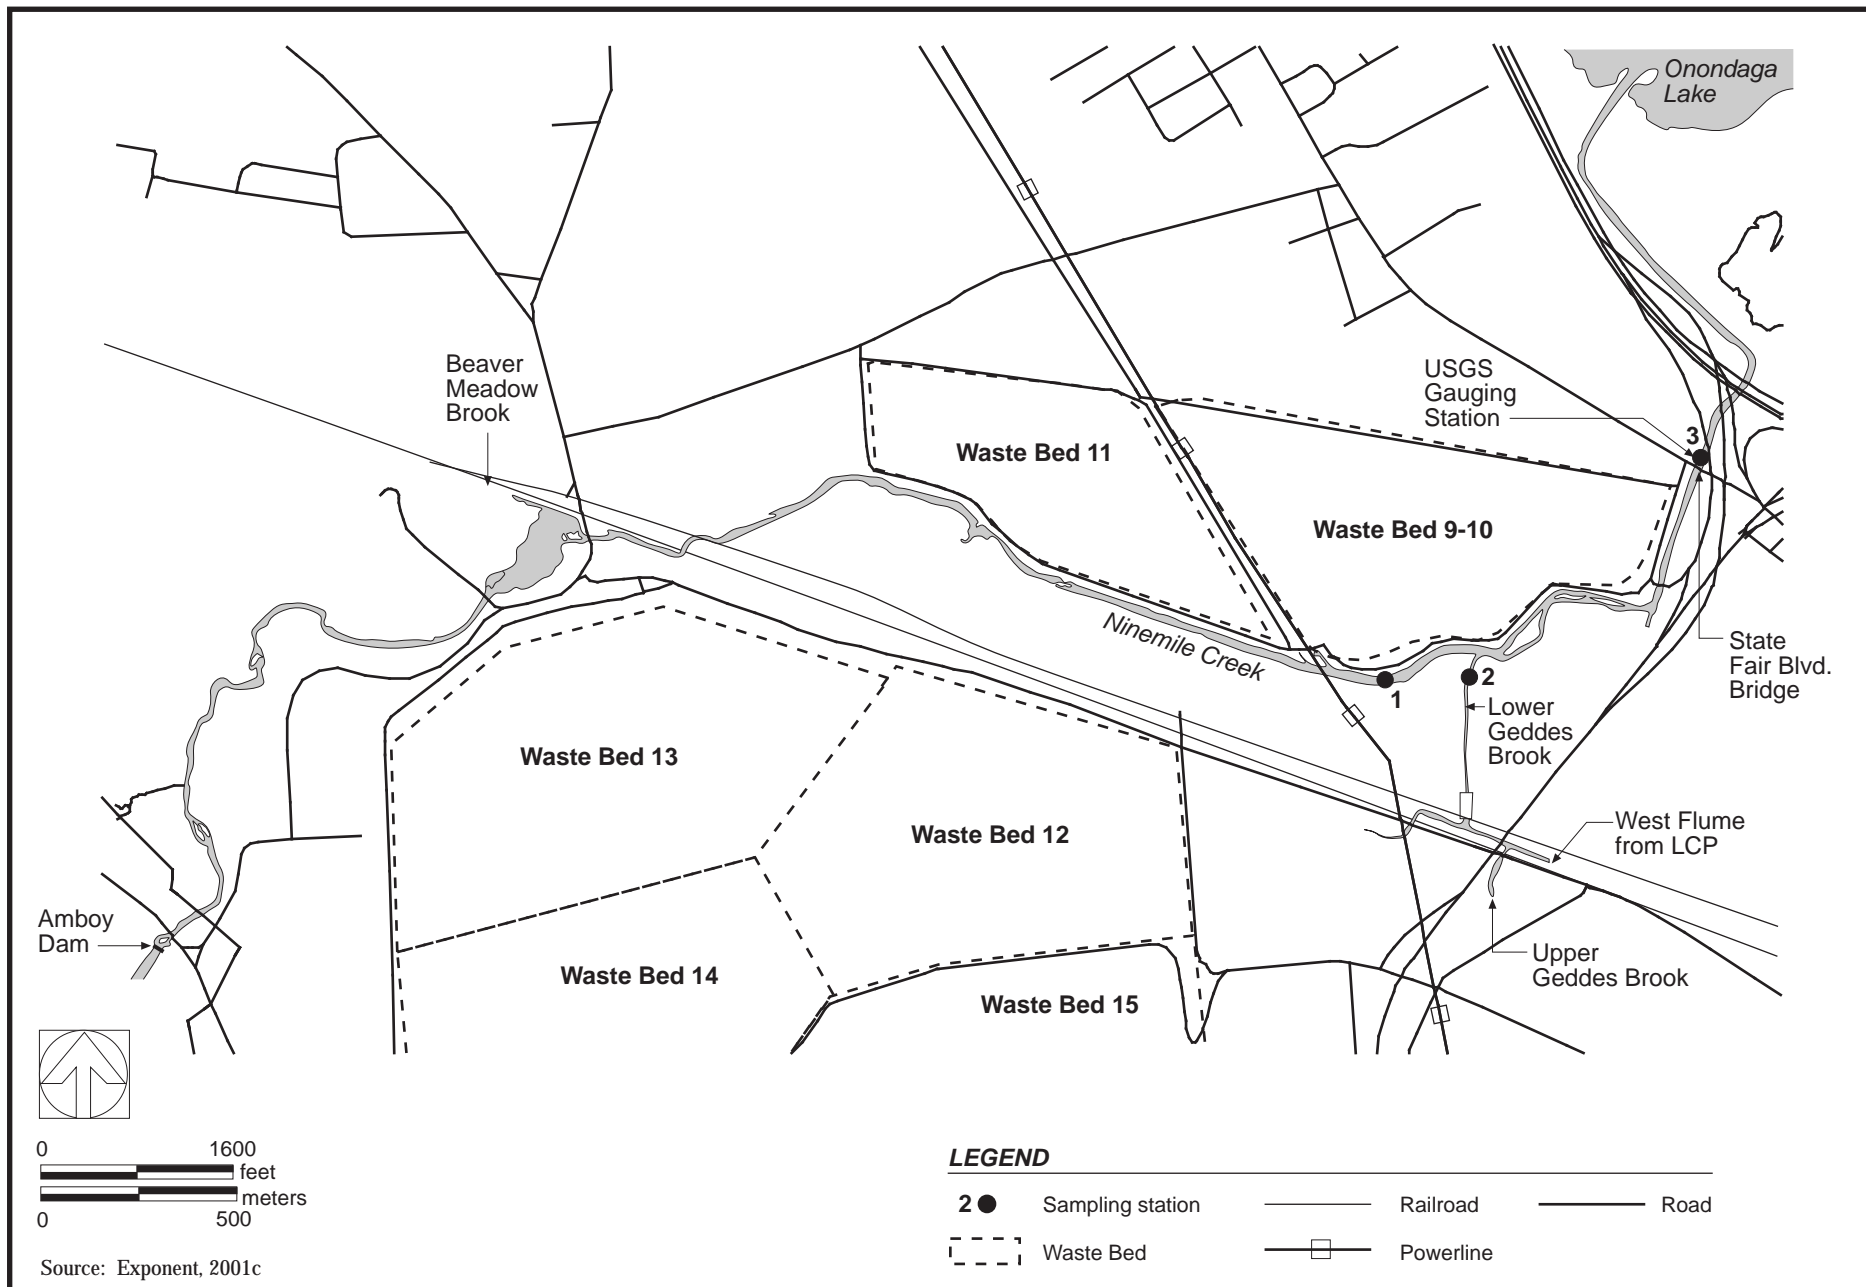 Onondaga
Lake
Beaver
Meadow
Brook
USGS
Gauging
Station
3
Waste Bed 11
Waste Bed 9-10
Ninemile Creek
1
2
State
Fair Blvd.
Bridge
Lower
Geddes
Brook
Waste Bed 13
Waste Bed 12
West Flume
from LCP
Amboy
Dam
Upper
Geddes Brook
Waste Bed 14
Waste Bed 15
0 1600
feet
meters
0 500
Source: Exponent, 2001c
LEGEND
2 Sampling station
Railroad
Road
Waste Bed
Powerline